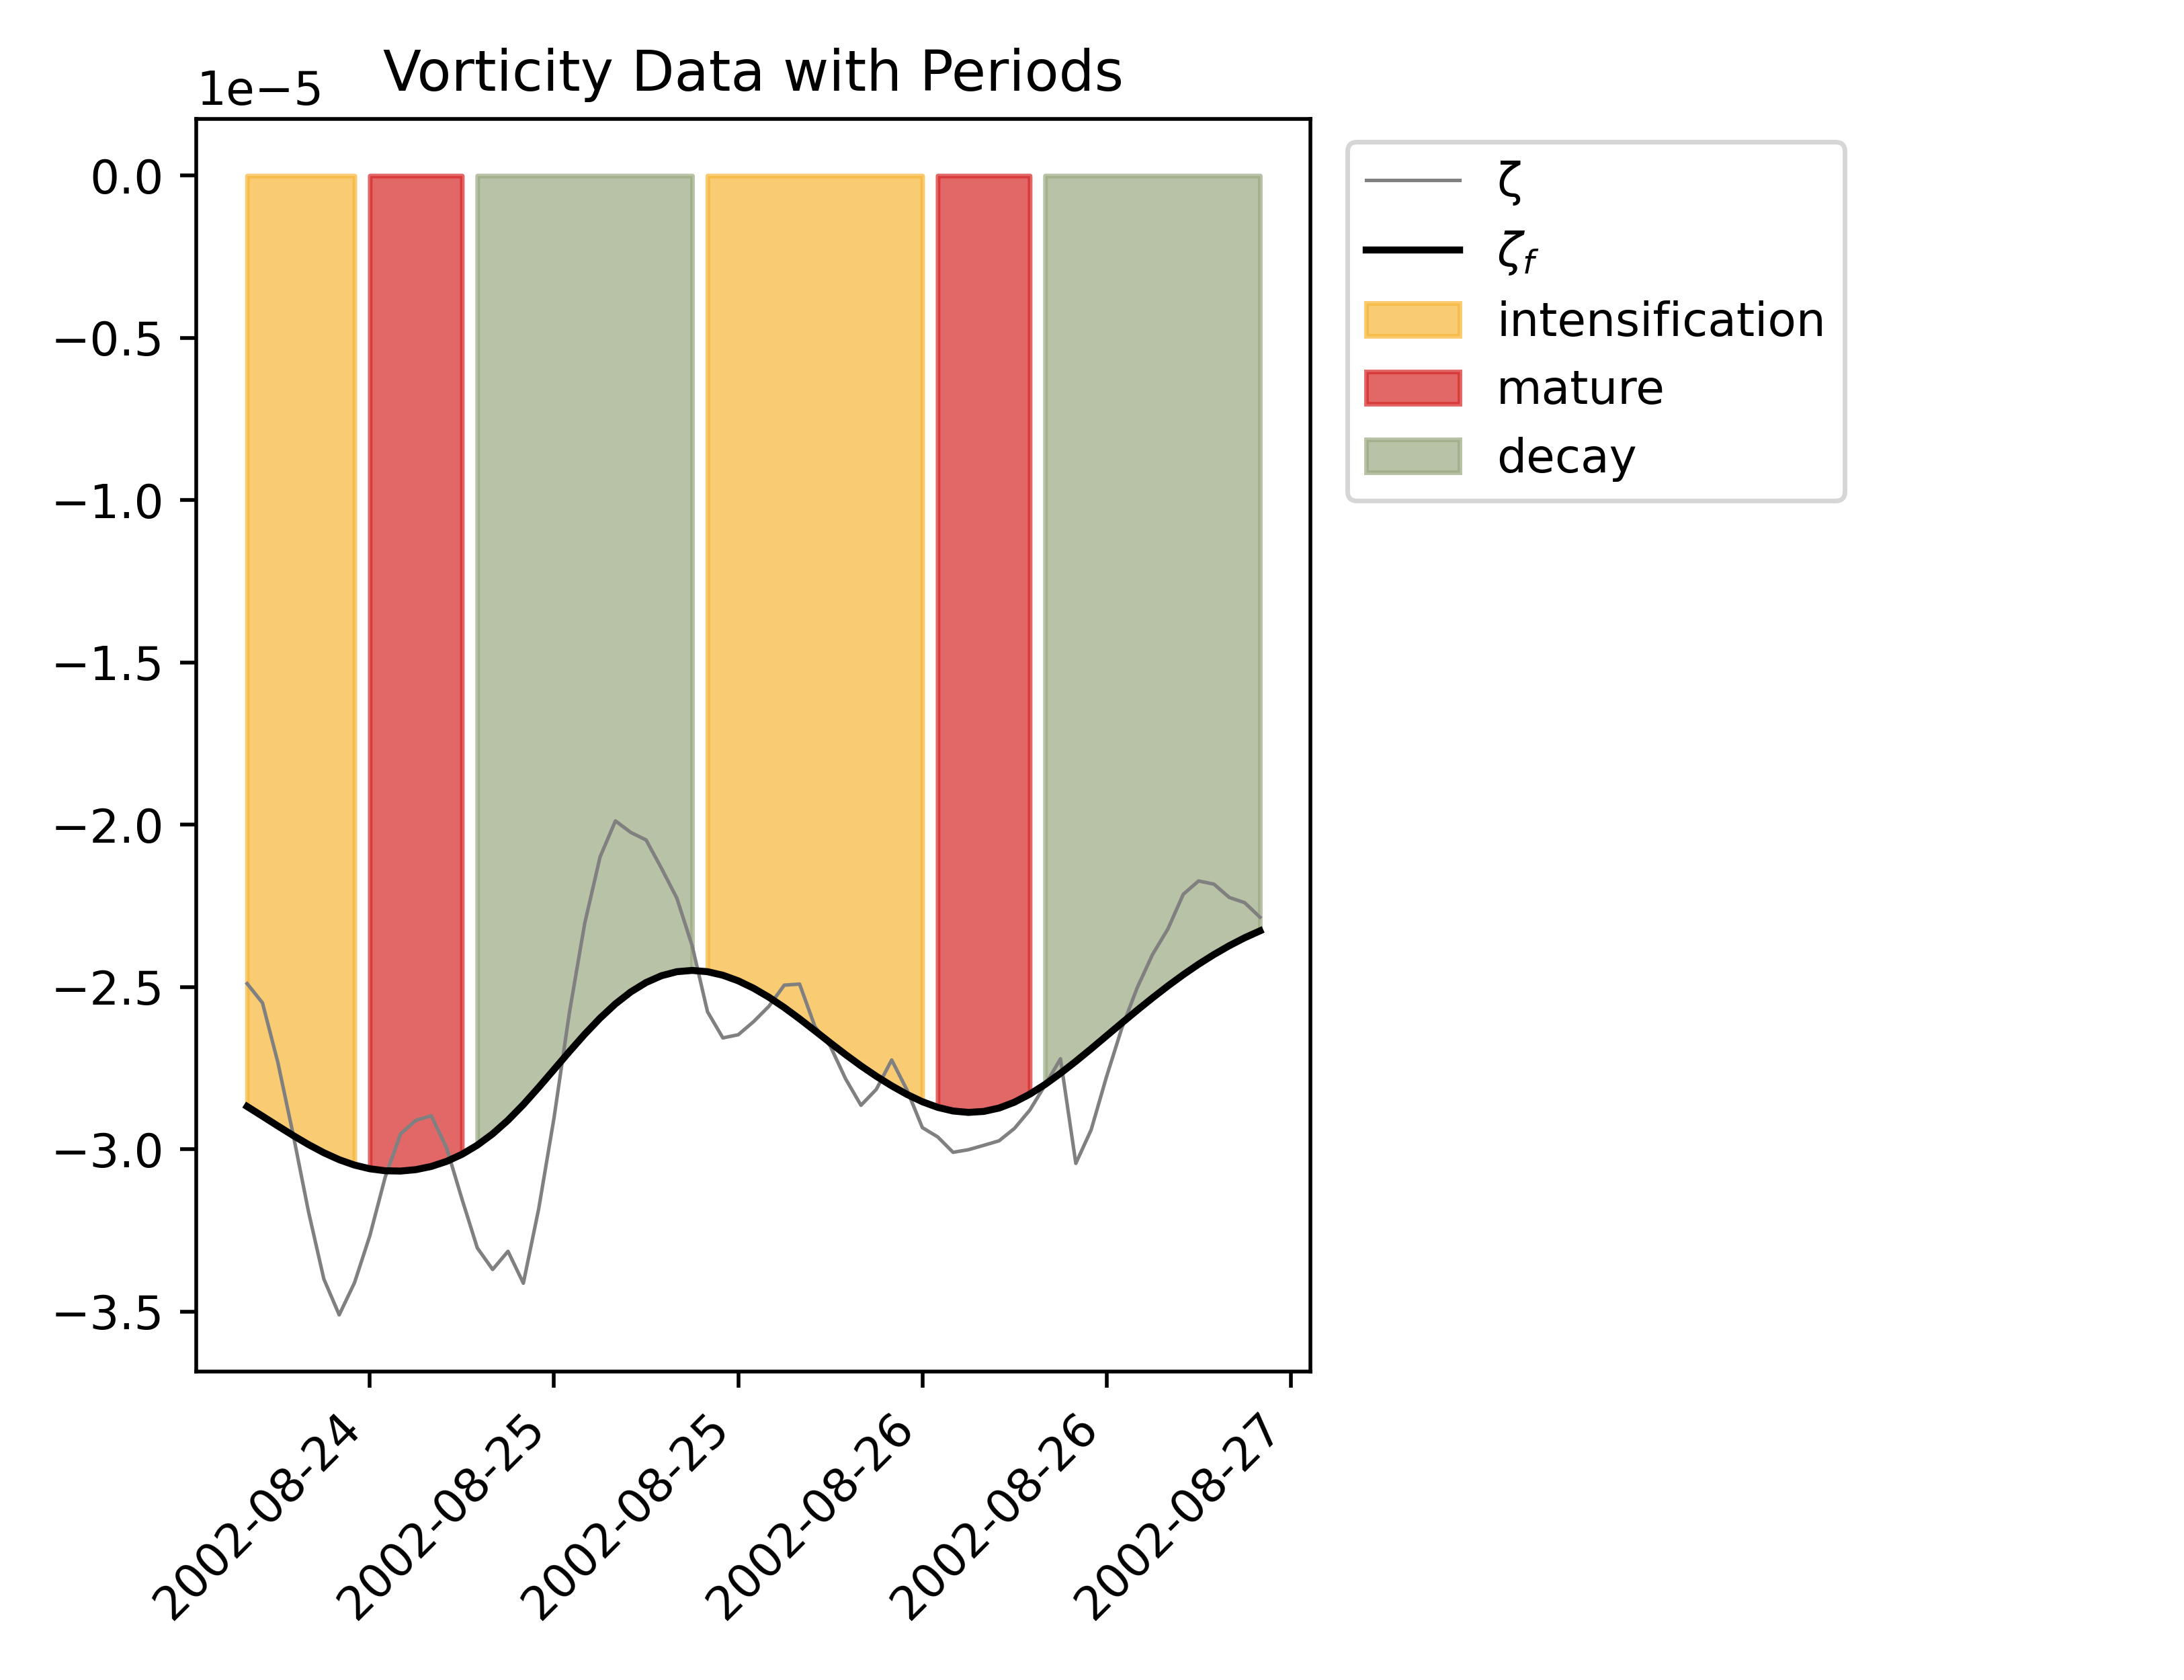 Vorticity Data with Periods
1e−5
0.0
−0.5
−1.0
−1.5
−2.0
−2.5
−3.0
−3.5
2002-08-24
2002-08-25
2002-08-25
2002-08-26
2002-08-26
2002-08-27
ζ
ζf
intensification
mature
decay